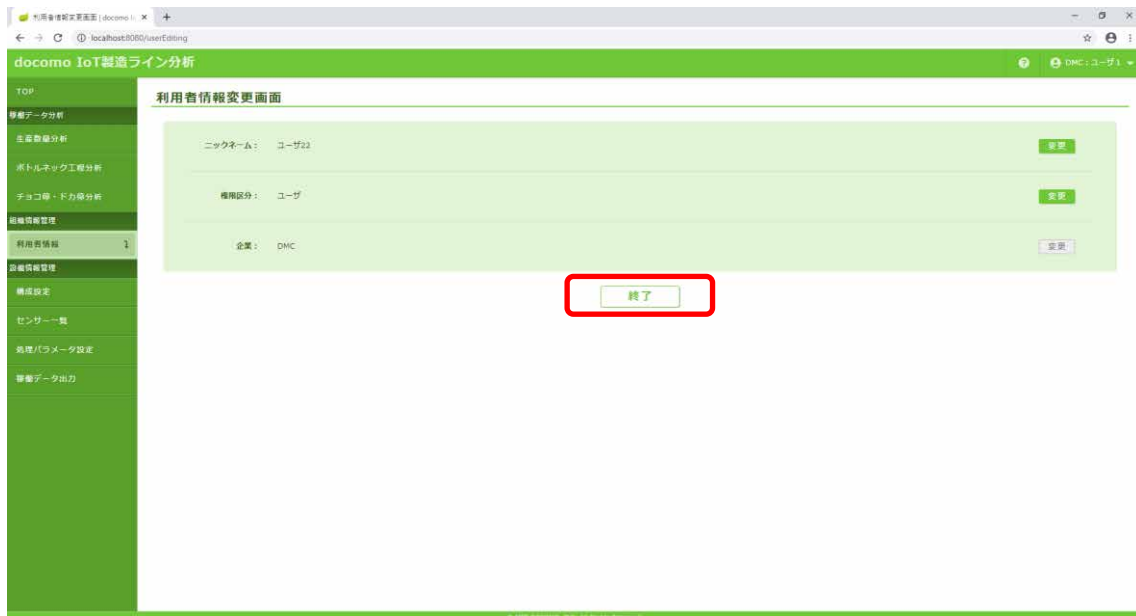 利用者情報変更画面 | docomo I
localhost:8080/userEditing
docomo IoT製造ライン分析
DMC：ユーザ1
TOP
利用者情報変更画面
稼働データ分析
生産数量分析
ニックネーム： ユーザ22 変更
ボトルネック工程分析
チョコ停・ドカ停分析
権限区分： ユーザ 変更
組織情報管理
利用者情報
企業： DMC 変更
設備情報管理
構成設定
終了
センサー一覧
処理パラメータ設定
稼働データ出力